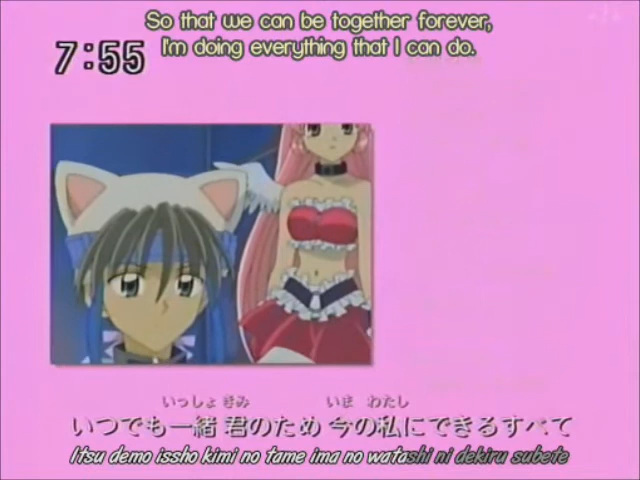 So that we can be together forever,
7:55
I'm doing everything that I can do.
いっしょ きみ いま わたし
いつでも一緒 君のため 今の私にできるすべて
Itsu demo issho kimi no tame ima no watashi ni dekiru subete